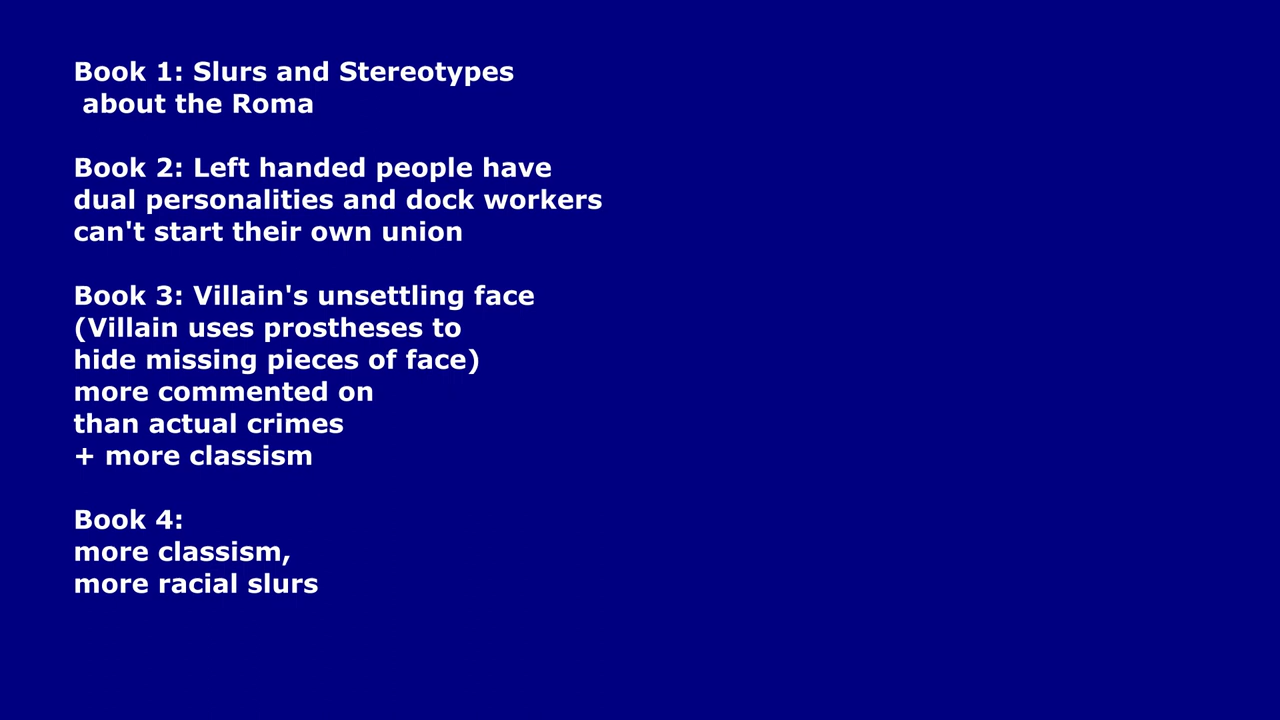 Book 1: Slurs and Stereotypes
about the Roma
Book 2: Left handed people have
dual personalities and dock workers
can't start their own union
Book 3: Villain's unsettling face
(Villain uses prostheses to
hide missing pieces of face)
more commented on
than actual crimes
+ more classism
Book 4:
more classism,
more racial slurs